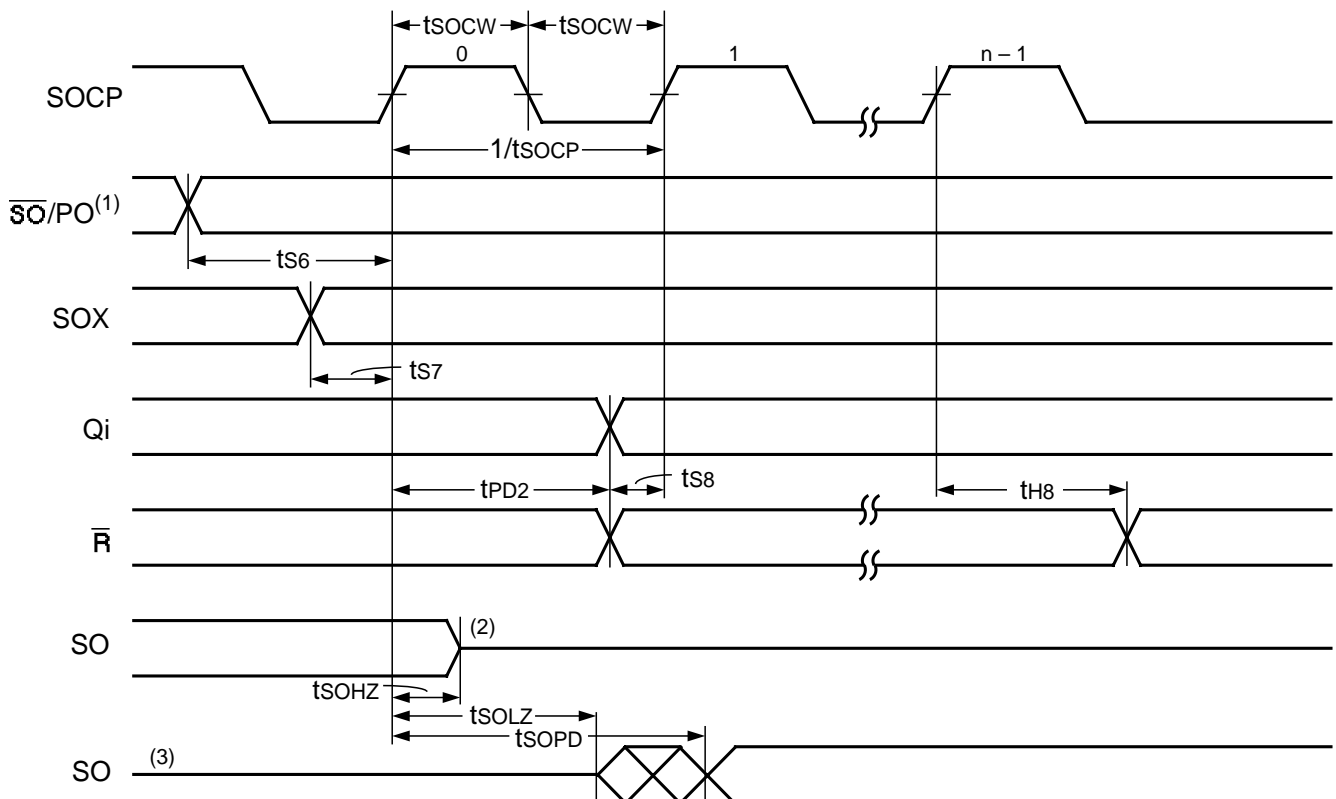 tSOCW tSOCW
0 1 n – 1
SOCP
1/tSOCP
S̅O̅/PO(1)
tS6
SOX
tS7
Qi
tPD2 tS8 tH8
R̅
SO (2)
tSOHZ
tSOLZ
tSOPD
SO (3)